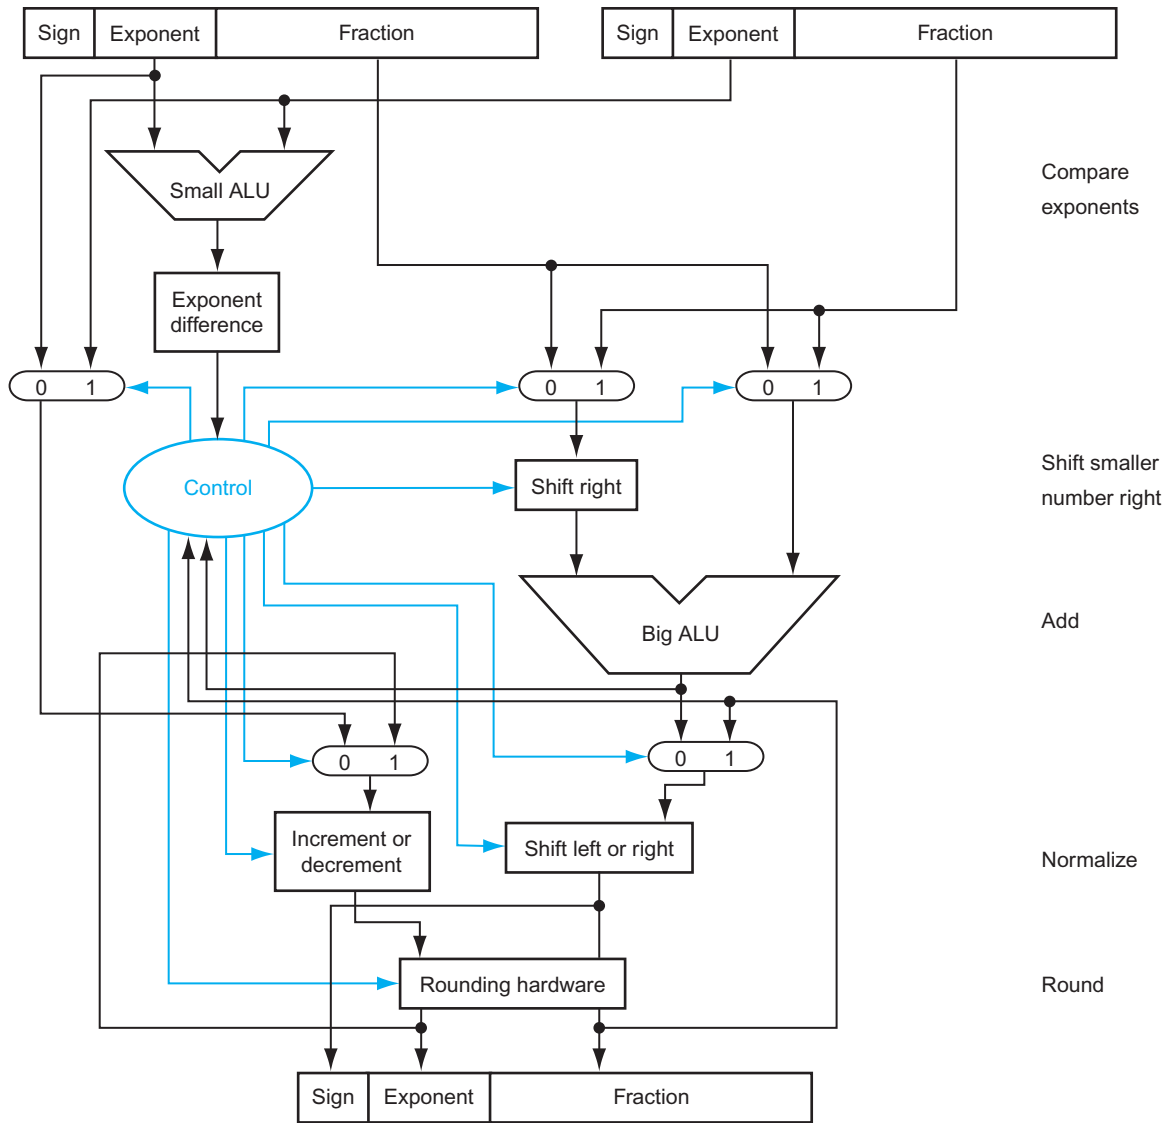 Sign Exponent Fraction Sign Exponent Fraction
Compare
exponents
Small ALU
Exponent
difference
0 1 0 1 0 1
Control
Shift right
Shift smaller
number right
Big ALU
Add
0 1 0 1
Increment or
decrement
Shift left or right
Normalize
Rounding hardware
Round
Sign Exponent Fraction